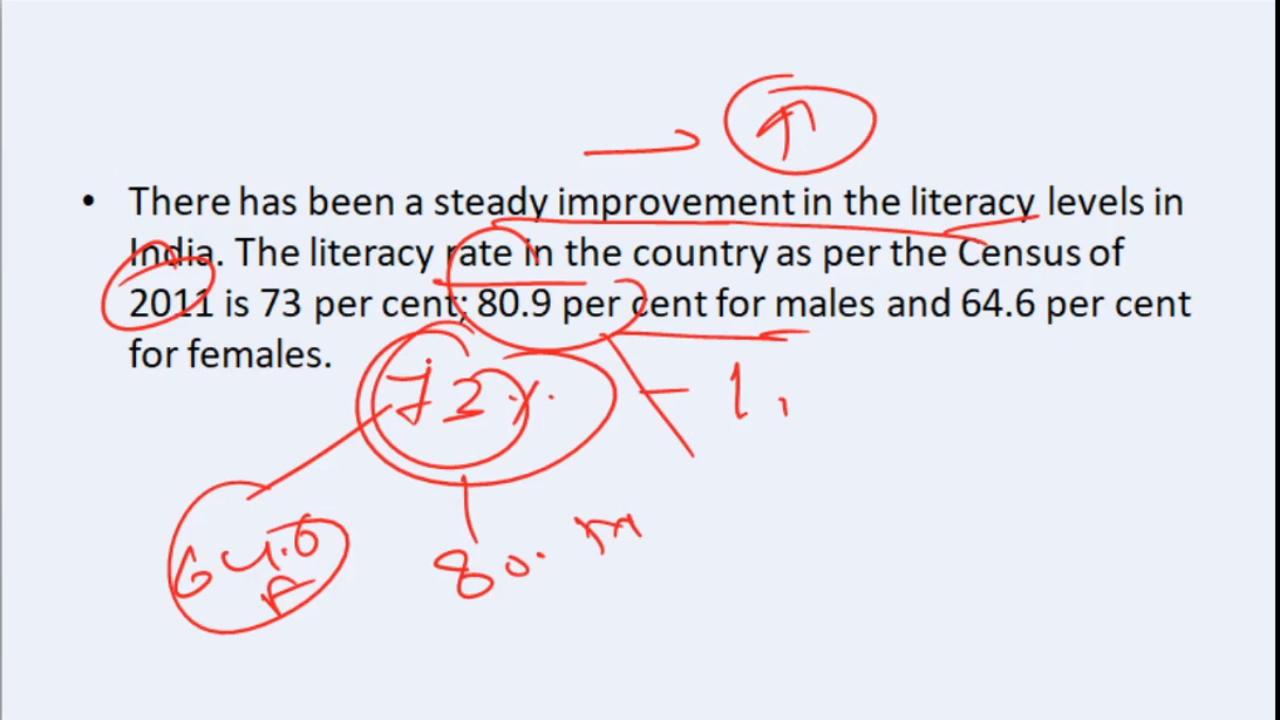 • There has been a steady improvement in the literacy levels in
India. The literacy rate in the country as per the Census of
2011 is 73 per cent; 80.9 per cent for males and 64.6 per cent
for females.
72%.
64.6
80. m